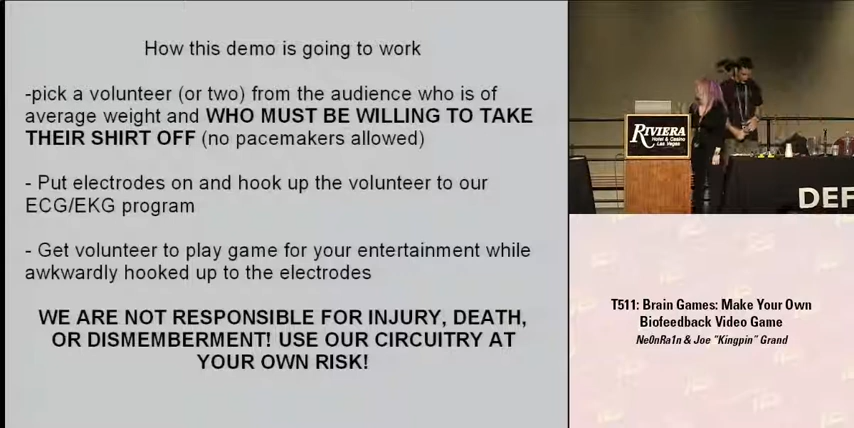 How this demo is going to work
-pick a volunteer (or two) from the audience who is of
average weight and WHO MUST BE WILLING TO TAKE
THEIR SHIRT OFF (no pacemakers allowed)
- Put electrodes on and hook up the volunteer to our
ECG/EKG program
- Get volunteer to play game for your entertainment while
awkwardly hooked up to the electrodes
WE ARE NOT RESPONSIBLE FOR INJURY, DEATH,
OR DISMEMBERMENT! USE OUR CIRCUITRY AT
YOUR OWN RISK!
RIVIERA
Hotel & Casino
Las Vegas
DEF
T511: Brain Games: Make Your Own
Biofeedback Video Game
Ne0nRa1n & Joe "Kingpin" Grand